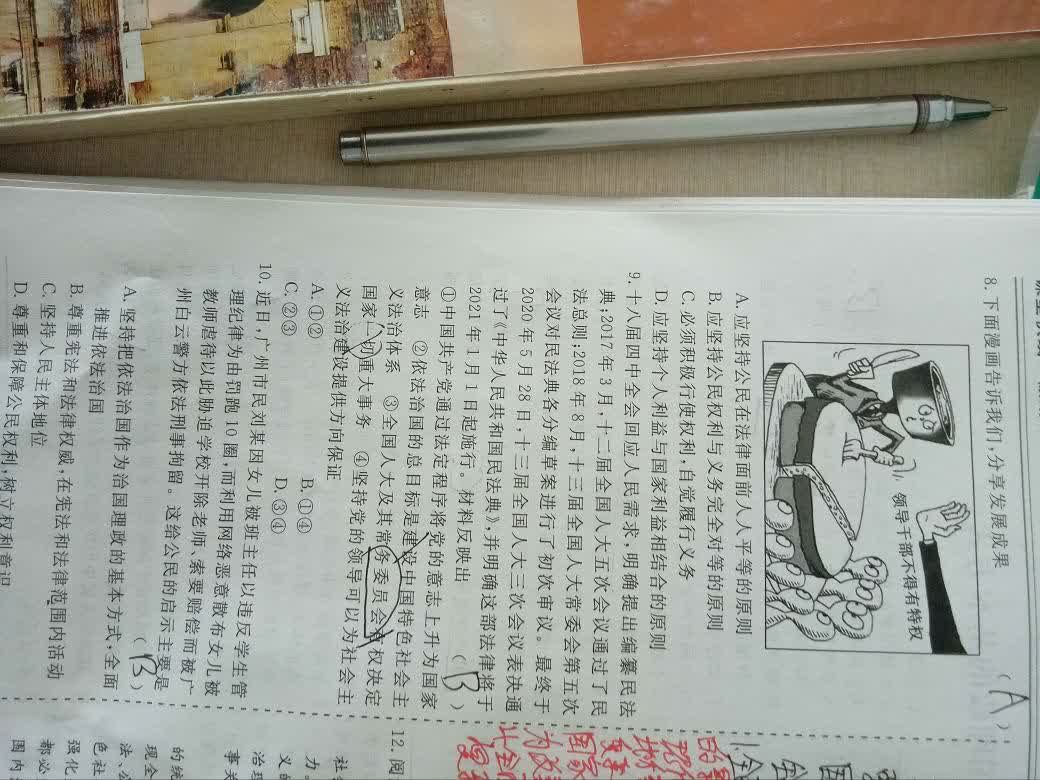 8. 下面漫画告诉我们,分享发展成果
( A )
领导干部不得有特权
A. 应坚持公民在法律面前人人平等的原则
B. 应坚持公民权利与义务完全对等的原则
C. 必须积极行使权利,自觉履行义务
D. 应坚持个人利益与国家利益相结合的原则
9. 十八届四中全会回应人民需求,明确提出编纂民法
典;2017年3月,十二届全国人大五次会议通过了民
法总则;2018年8月,十三届全国人大常委会第五次
会议对民法典各分编草案进行了初次审议。最终于
2020年5月28日,十三届全国人大三次会议表决通
过了《中华人民共和国民法典》,并明确这部法律将于
2021年1月1日起施行。材料反映出
( B )
①中国共产党通过法定程序将党的意志上升为国家
意志 ②依法治国的总目标是建设中国特色社会主
义法治体系 ③全国人大及其常务委员会有权决定
国家一切重大事务 ④坚持党的领导可以为社会主
义法治建设提供方向保证
A. ①②
B. ①④
C. ②③
D. ③④
10. 近日,广州市民刘某因女儿被班主任以违反学生管
理纪律为由罚跑10圈,而利用网络恶意散布女儿被
教师虐待以此胁迫学校开除老师、索要赔偿而被广
州白云警方依法刑事拘留。这给公民的启示主要是
( B )
A. 坚持把依法治国作为治国理政的基本方式,全面
推进依法治国
B. 尊重宪法和法律权威,在宪法和法律范围内活动
C. 坚持人民主体地位
D. 尊重和保障公民权利,树立权利意识
12. 阅
社会
力。
义的
治现
事关
的统
现全
法、公
色社
强化
都必
国内